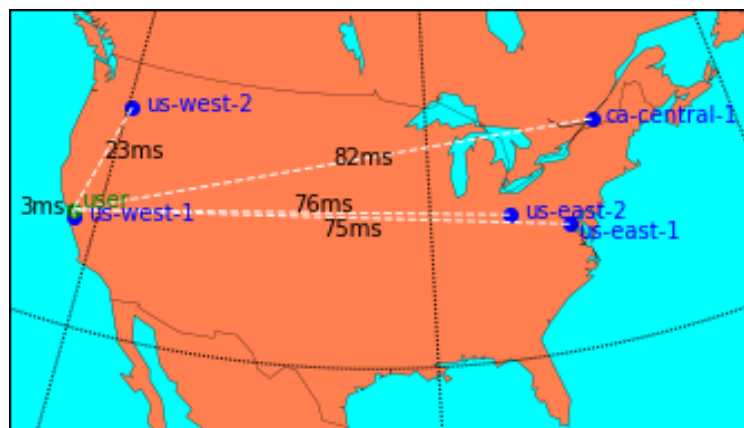 us-west-2
ca-central-1
23ms
82ms
3ms
user
us-west-1
76ms
us-east-2
75ms
us-east-1